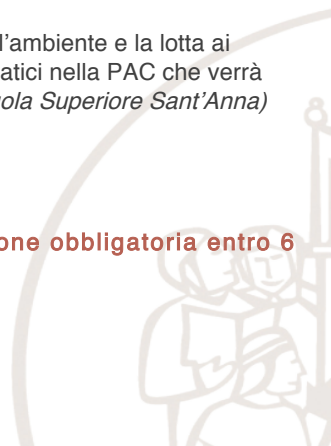 l'ambiente e la lotta ai
atici nella PAC che verrà
ola Superiore Sant'Anna)
one obbligatoria entro 6